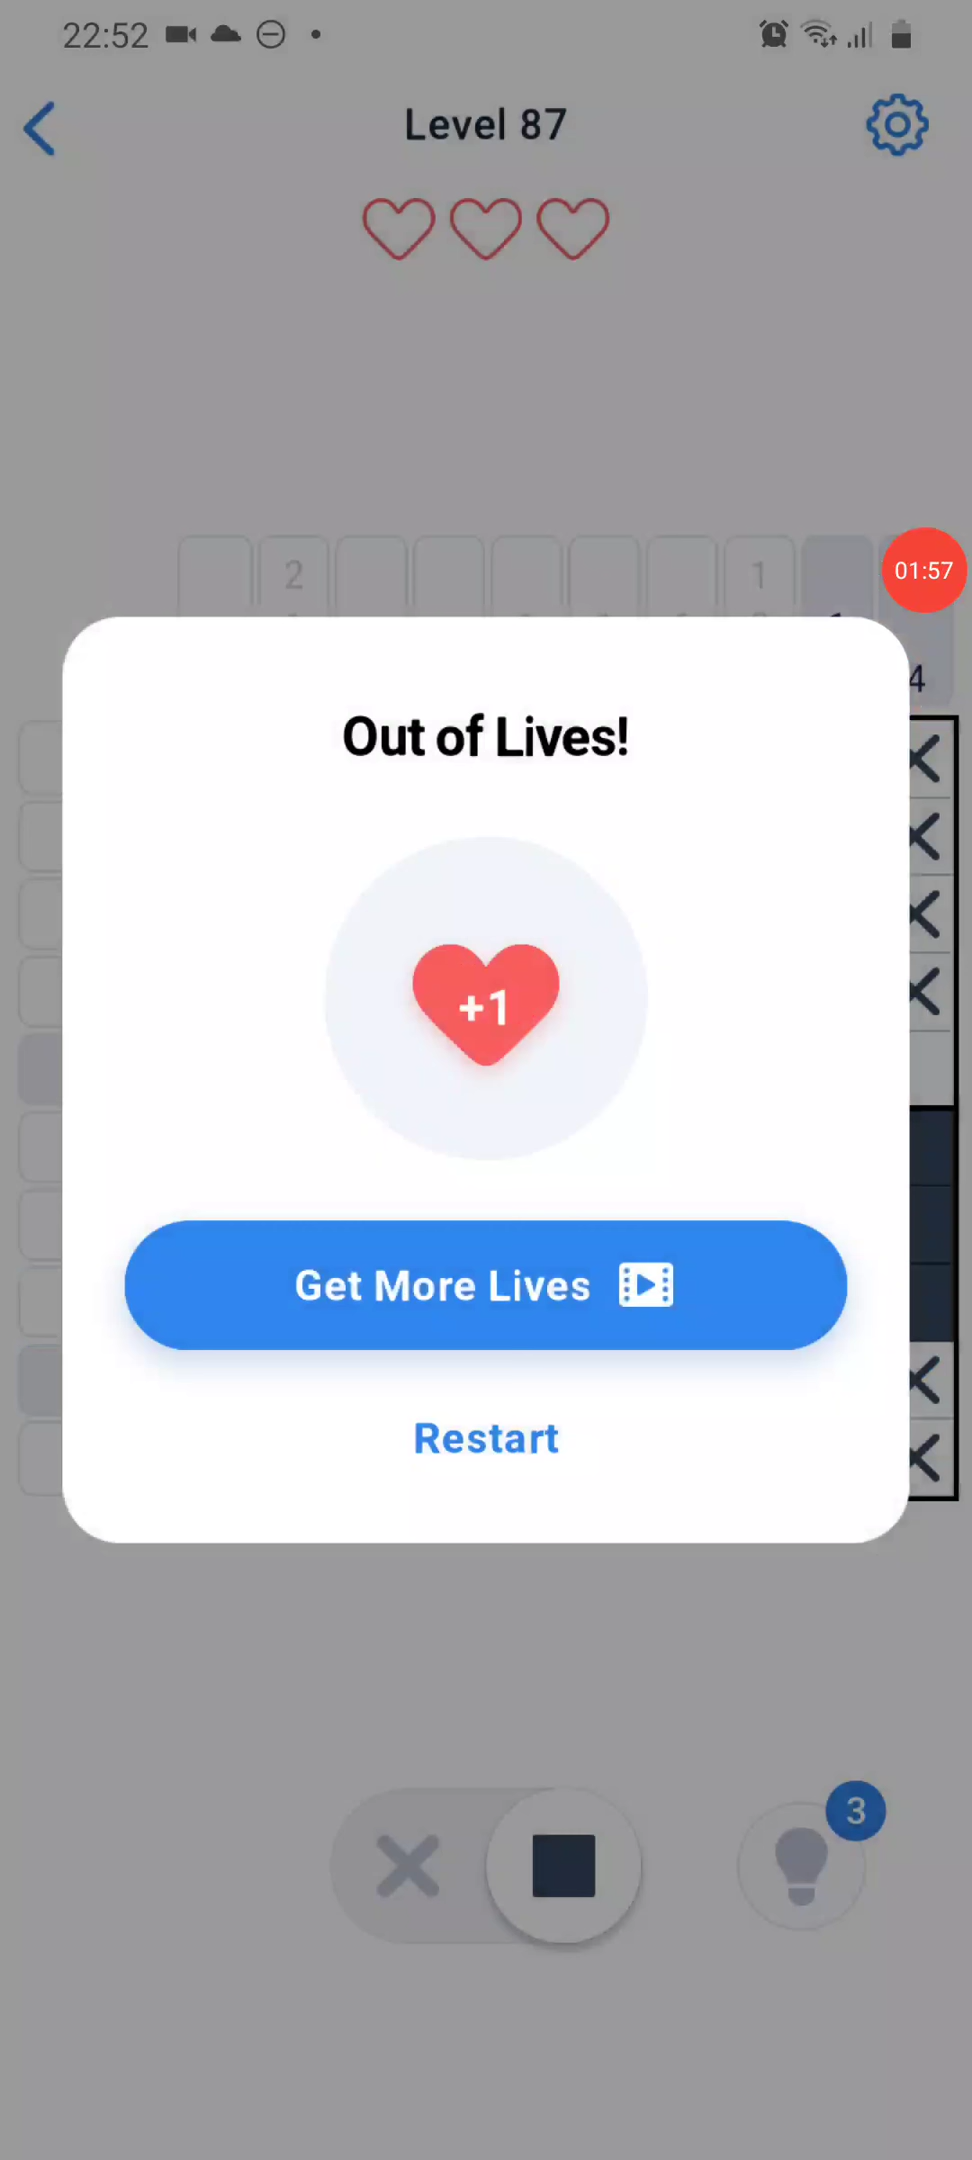 22:52
Level 87
2 1
01:57
4
Out of Lives!
+1
Get More Lives
Restart
3